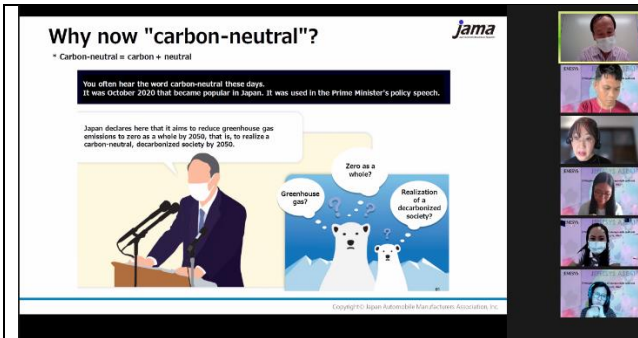 Why now "carbon-neutral"?
jama
* Carbon-neutral = carbon + neutral
You often hear the word carbon-neutral these days.
It was October 2020 that became popular in Japan. It was used in the Prime Minister's policy speech.
Japan declares here that it aims to reduce greenhouse gas
emissions to zero as a whole by 2050, that is, to realize a
carbon-neutral, decarbonized society by 2050.
Zero as a
whole?
Greenhouse
gas?
Realization
of a
decarbonized
society?
Copyright© Japan Automobile Manufacturers Association, Inc.
JENESYS